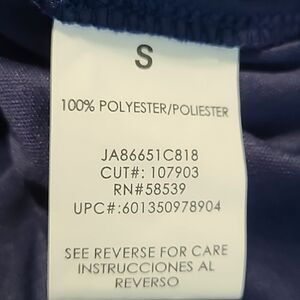 S
100% POLYESTER/POLIESTER
JA86651C818
CUT#: 107903
RN#58539
UPC#:601350978904
SEE REVERSE FOR CARE
INSTRUCCIONES AL
REVERSO